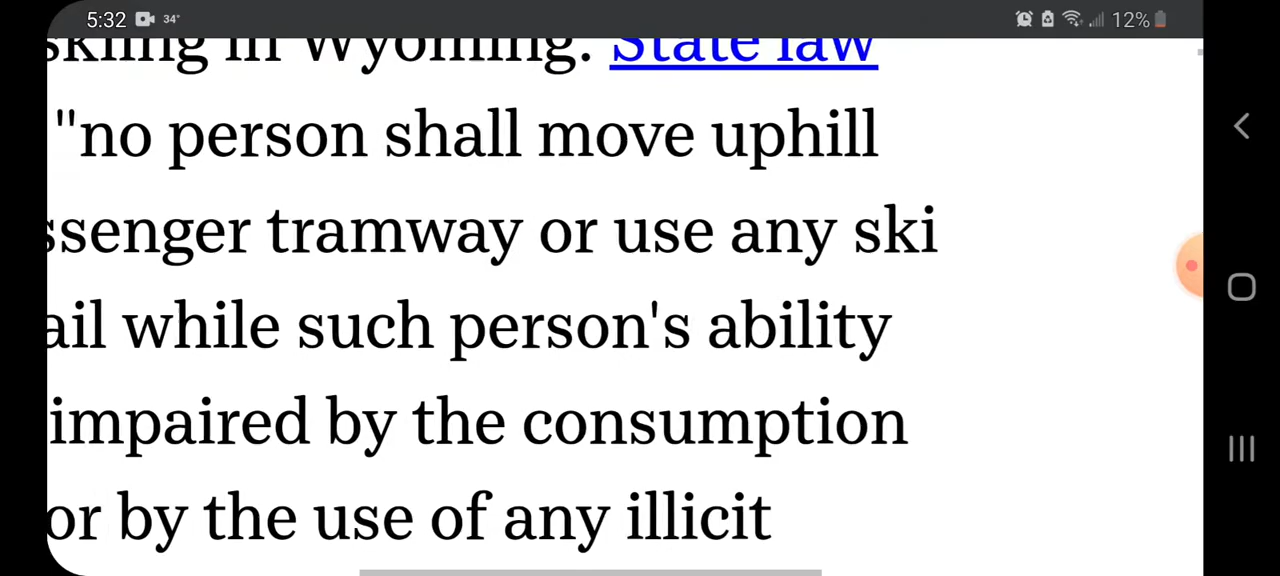 5:32 34°
12%
skiing in Wyoming. State law
"no person shall move uphill
ssenger tramway or use any ski
ail while such person's ability
impaired by the consumption
or by the use of any illicit